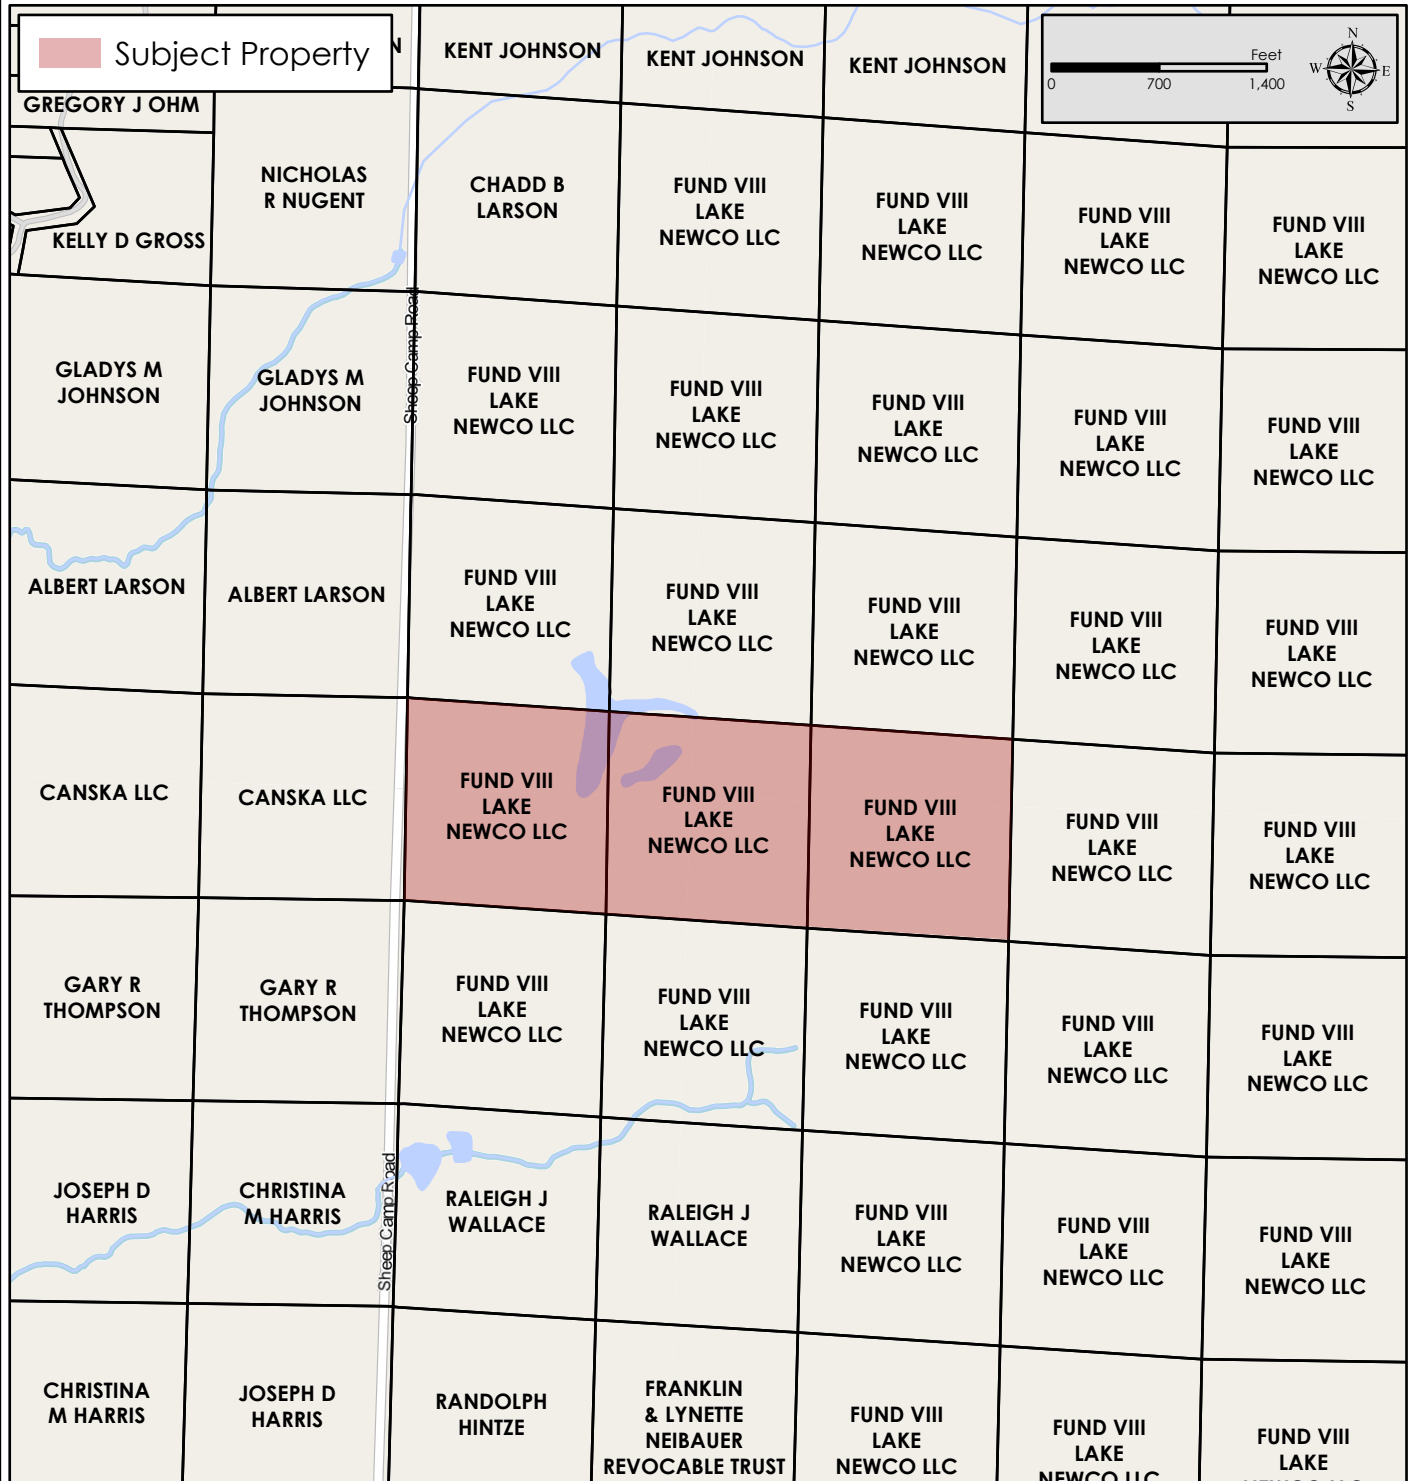 Subject Property
N
KENT JOHNSON
KENT JOHNSON
KENT JOHNSON
Feet
0
700
1,400
N
W
E
S
GREGORY J OHM
KELLY D GROSS
NICHOLAS
R NUGENT
CHADD B
LARSON
FUND VIII
LAKE
NEWCO LLC
FUND VIII
LAKE
NEWCO LLC
FUND VIII
LAKE
NEWCO LLC
FUND VIII
LAKE
NEWCO LLC
Sheep Camp Road
GLADYS M
JOHNSON
GLADYS M
JOHNSON
FUND VIII
LAKE
NEWCO LLC
FUND VIII
LAKE
NEWCO LLC
FUND VIII
LAKE
NEWCO LLC
FUND VIII
LAKE
NEWCO LLC
FUND VIII
LAKE
NEWCO LLC
ALBERT LARSON
ALBERT LARSON
FUND VIII
LAKE
NEWCO LLC
FUND VIII
LAKE
NEWCO LLC
FUND VIII
LAKE
NEWCO LLC
FUND VIII
LAKE
NEWCO LLC
FUND VIII
LAKE
NEWCO LLC
CANSKA LLC
CANSKA LLC
FUND VIII
LAKE
NEWCO LLC
FUND VIII
LAKE
NEWCO LLC
FUND VIII
LAKE
NEWCO LLC
FUND VIII
LAKE
NEWCO LLC
FUND VIII
LAKE
NEWCO LLC
GARY R
THOMPSON
GARY R
THOMPSON
FUND VIII
LAKE
NEWCO LLC
FUND VIII
LAKE
NEWCO LLC
FUND VIII
LAKE
NEWCO LLC
FUND VIII
LAKE
NEWCO LLC
FUND VIII
LAKE
NEWCO LLC
JOSEPH D
HARRIS
CHRISTINA
M HARRIS
Sheep Camp Road
RALEIGH J
WALLACE
RALEIGH J
WALLACE
FUND VIII
LAKE
NEWCO LLC
FUND VIII
LAKE
NEWCO LLC
FUND VIII
LAKE
NEWCO LLC
CHRISTINA
M HARRIS
JOSEPH D
HARRIS
RANDOLPH
HINTZE
FRANKLIN
& LYNETTE
NEIBAUER
REVOCABLE TRUST
FUND VIII
LAKE
NEWCO LLC
FUND VIII
LAKE
NEWCO LLC
FUND VIII
LAKE